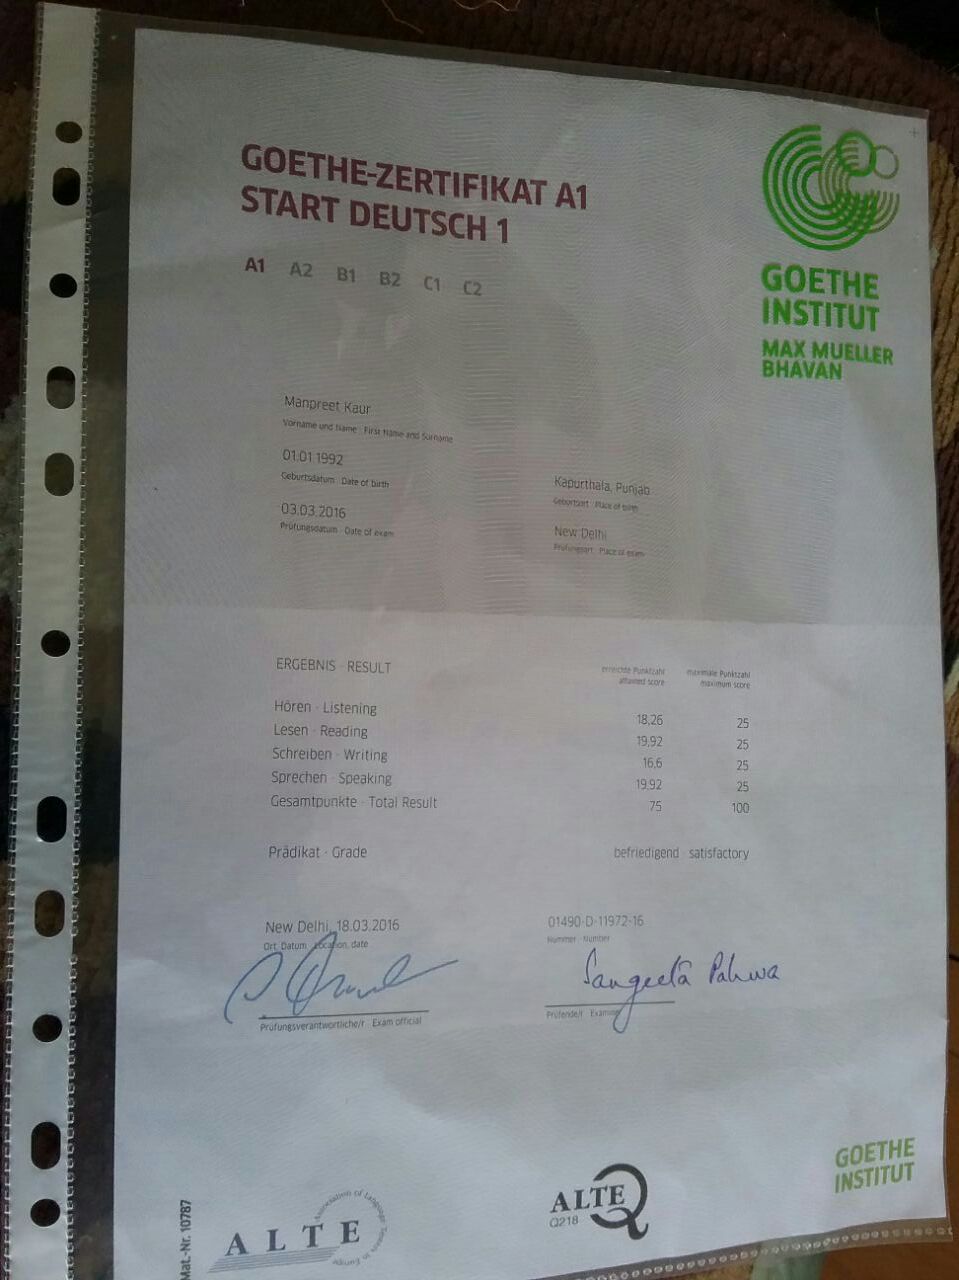 GOETHE-ZERTIFIKAT A1
START DEUTSCH 1
A1 A2 B1 B2 C1 C2
GOETHE
INSTITUT
MAX MUELLER
BHAVAN
Manpreet Kaur
Vorname und Name · First Name and Surname
01.01.1992
Geburtsdatum · Date of birth
Kapurthala, Punjab
Geburtsort · Place of birth
03.03.2016
Prüfungsdatum · Date of exam
New Delhi
Prüfungsort · Place of exam
ERGEBNIS · RESULT
erreichte Punktzahl maximale Punktzahl
attained score maximum score
Hören · Listening 18,26 25
Lesen · Reading 19,92 25
Schreiben · Writing 16,6 25
Sprechen · Speaking 19,92 25
Gesamtpunkte · Total Result 75 100
Prädikat · Grade befriedigend · satisfactory
New Delhi, 18.03.2016
Ort, Datum · Location, date
01490-D-11972-16
Nummer · Number
Sangeeta Pahwa
Prüfungsverantwortliche/r · Exam official
Prüfende/r · Examiner
Mat.-Nr. 10787
ALTE
Association of Language Testers in Europe
ALTE
Q218
GOETHE
INSTITUT